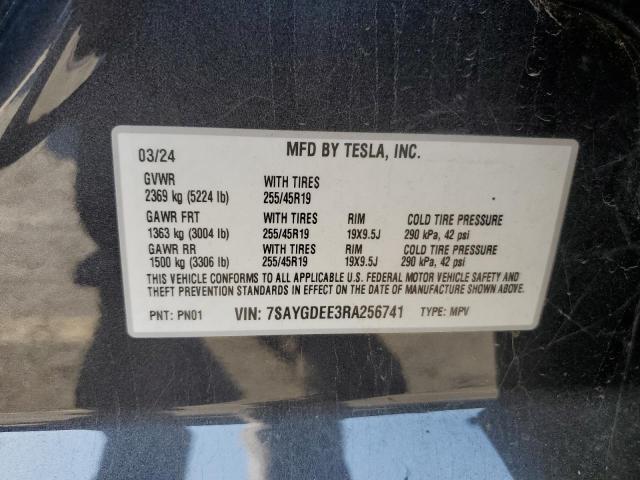 03/24 MFD BY TESLA, INC.
GVWR WITH TIRES
2369 kg (5224 lb) 255/45R19
GAWR FRT WITH TIRES RIM COLD TIRE PRESSURE
1363 kg (3004 lb) 255/45R19 19X9.5J 290 kPa, 42 psi
GAWR RR WITH TIRES RIM COLD TIRE PRESSURE
1500 kg (3306 lb) 255/45R19 19X9.5J 290 kPa, 42 psi
THIS VEHICLE CONFORMS TO ALL APPLICABLE U.S. FEDERAL MOTOR VEHICLE SAFETY AND
THEFT PREVENTION STANDARDS IN EFFECT ON THE DATE OF MANUFACTURE SHOWN ABOVE.
PNT: PN01 VIN: 7SAYGDEE3RA256741 TYPE: MPV